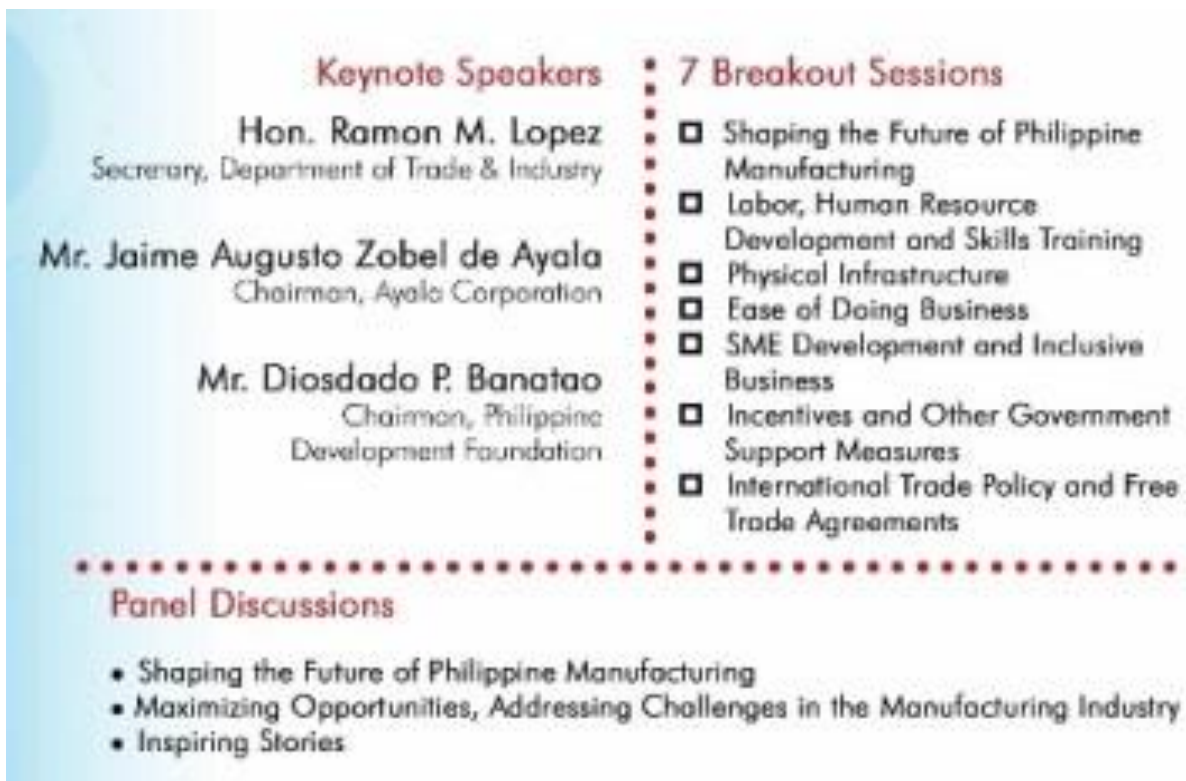 Keynote Speakers
Hon. Ramon M. Lopez
Secretary, Department of Trade & Industry
Mr. Jaime Augusto Zobel de Ayala
Chairman, Ayala Corporation
Mr. Diosdado P. Banatao
Chairman, Philippine
Development Foundation
7 Breakout Sessions
Shaping the Future of Philippine
Manufacturing
Labor, Human Resource
Development and Skills Training
Physical Infrastructure
Ease of Doing Business
SME Development and Inclusive
Business
Incentives and Other Government
Support Measures
International Trade Policy and Free
Trade Agreements
Panel Discussions
• Shaping the Future of Philippine Manufacturing
• Maximizing Opportunities, Addressing Challenges in the Manufacturing Industry
• Inspiring Stories